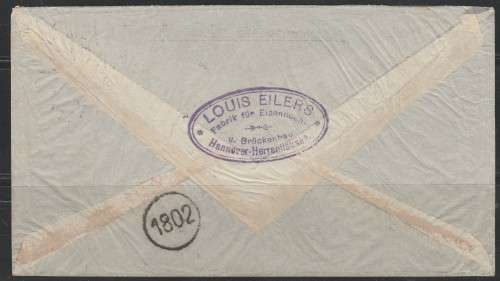 LOUIS EILERS
Fabrik für Eisenhoch-
u. Brückenbau
Hannover-Herrenhausen.
1802